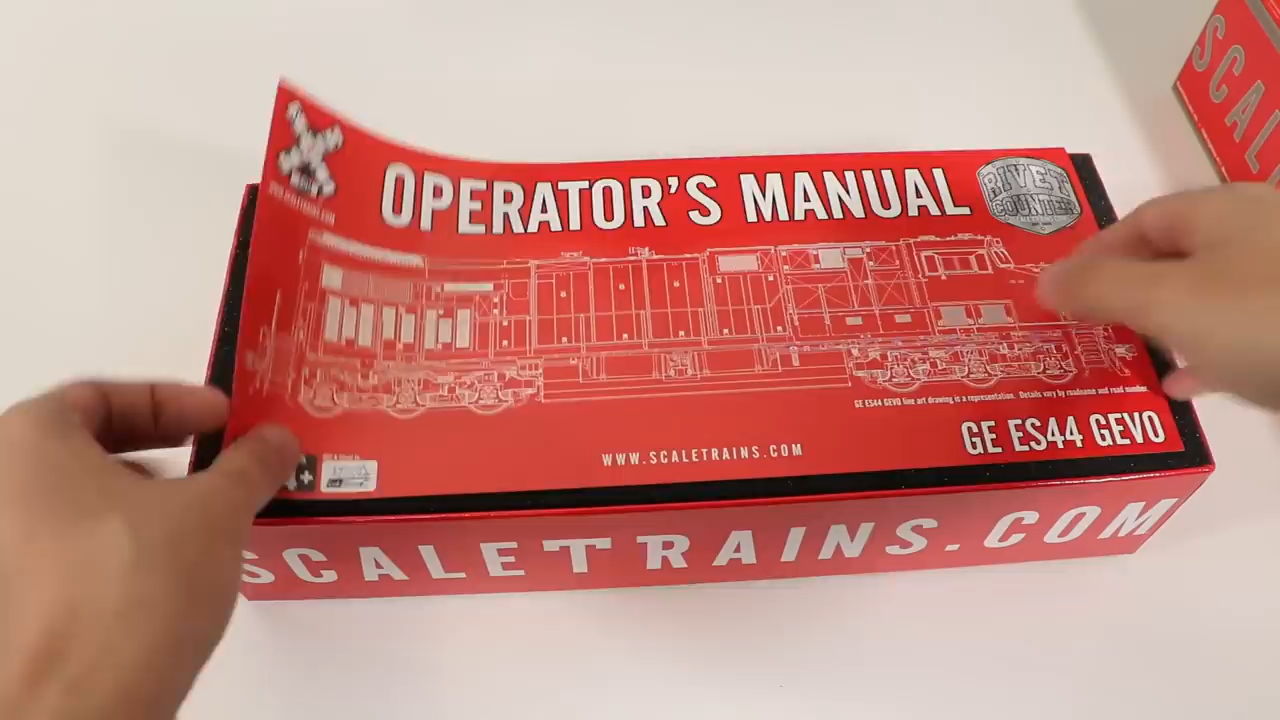 OPERATOR'S MANUAL
RIVET
COUNTER
GE ES44 GEVO line art drawing is a representation. Details vary by roadname and road number.
GE ES44 GEVO
WWW.SCALETRAINS.COM
SCALETRAINS.COM
SCAL